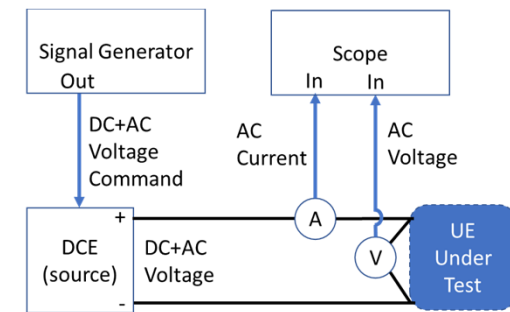 Signal Generator
Out
Scope
In
In
DC+AC
Voltage
Command
AC
Current
AC
Voltage
+
A
DCE
(source)
DC+AC
Voltage
V
UE
Under
Test
-